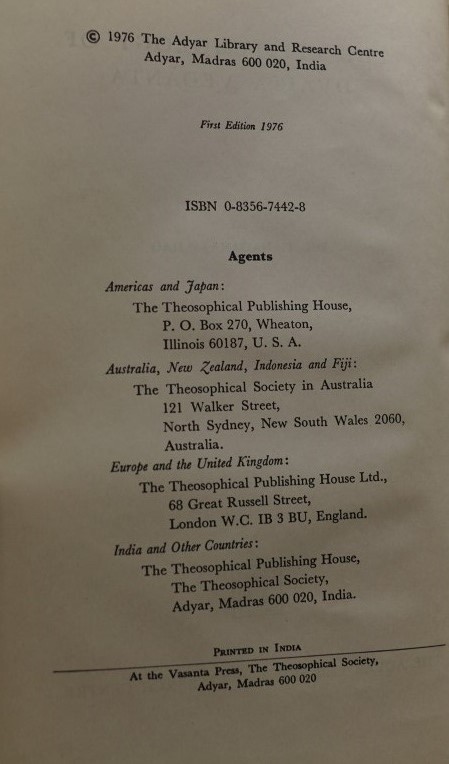 © 1976 The Adyar Library and Research Centre
Adyar, Madras 600 020, India
First Edition 1976
ISBN 0-8356-7442-8
Agents
Americas and Japan:
The Theosophical Publishing House,
P. O. Box 270, Wheaton,
Illinois 60187, U. S. A.
Australia, New Zealand, Indonesia and Fiji:
The Theosophical Society in Australia
121 Walker Street,
North Sydney, New South Wales 2060,
Australia.
Europe and the United Kingdom:
The Theosophical Publishing House Ltd.,
68 Great Russell Street,
London W.C. IB 3 BU, England.
India and Other Countries:
The Theosophical Publishing House,
The Theosophical Society,
Adyar, Madras 600 020, India.
Printed in India
At the Vasanta Press, The Theosophical Society,
Adyar, Madras 600 020